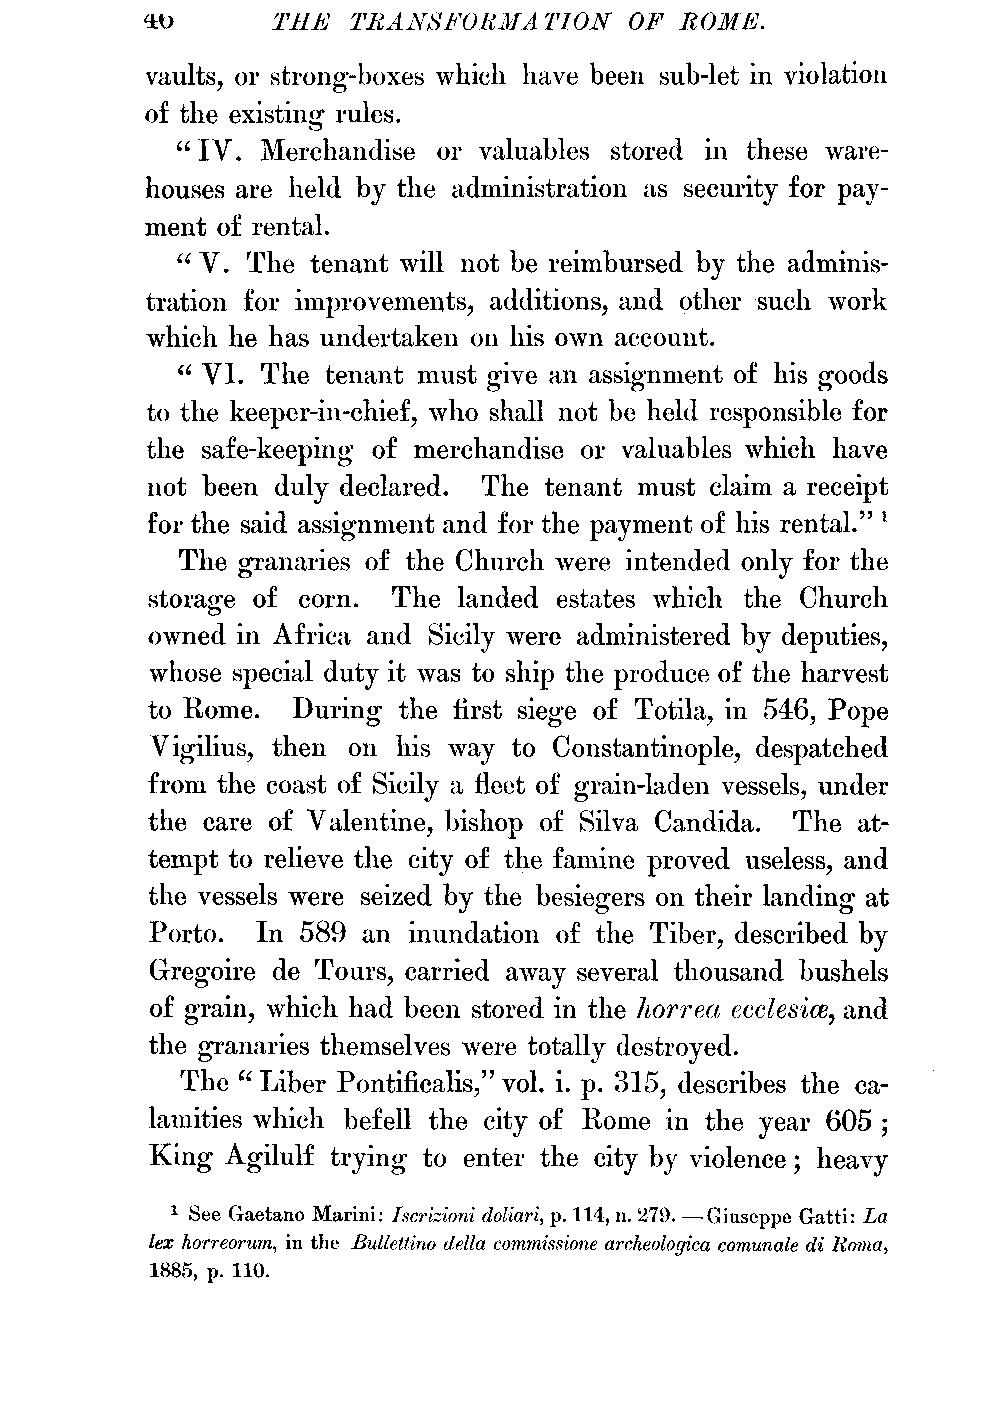 46 THE TRANSFORMATION OF ROME.
vaults, or strong-boxes which have been sub-let in violation
of the existing rules.
“IV. Merchandise or valuables stored in these ware-
houses are held by the administration as security for pay-
ment of rental.
“V. The tenant will not be reimbursed by the adminis-
tration for improvements, additions, and other such work
which he has undertaken on his own account.
“VI. The tenant must give an assignment of his goods
to the keeper-in-chief, who shall not be held responsible for
the safe-keeping of merchandise or valuables which have
not been duly declared. The tenant must claim a receipt
for the said assignment and for the payment of his rental.” ¹
The granaries of the Church were intended only for the
storage of corn. The landed estates which the Church
owned in Africa and Sicily were administered by deputies,
whose special duty it was to ship the produce of the harvest
to Rome. During the first siege of Totila, in 546, Pope
Vigilius, then on his way to Constantinople, despatched
from the coast of Sicily a fleet of grain-laden vessels, under
the care of Valentine, bishop of Silva Candida. The at-
tempt to relieve the city of the famine proved useless, and
the vessels were seized by the besiegers on their landing at
Porto. In 589 an inundation of the Tiber, described by
Gregoire de Tours, carried away several thousand bushels
of grain, which had been stored in the horrea ecclesiæ, and
the granaries themselves were totally destroyed.
The “Liber Pontificalis,” vol. i. p. 315, describes the ca-
lamities which befell the city of Rome in the year 605;
King Agilulf trying to enter the city by violence; heavy
¹ See Gaetano Marini: Iscrizioni doliari, p. 114, n. 279. — Giuseppe Gatti: La
lex horreorum, in the Bullettino della commissione archeologica comunale di Roma,
1885, p. 110.